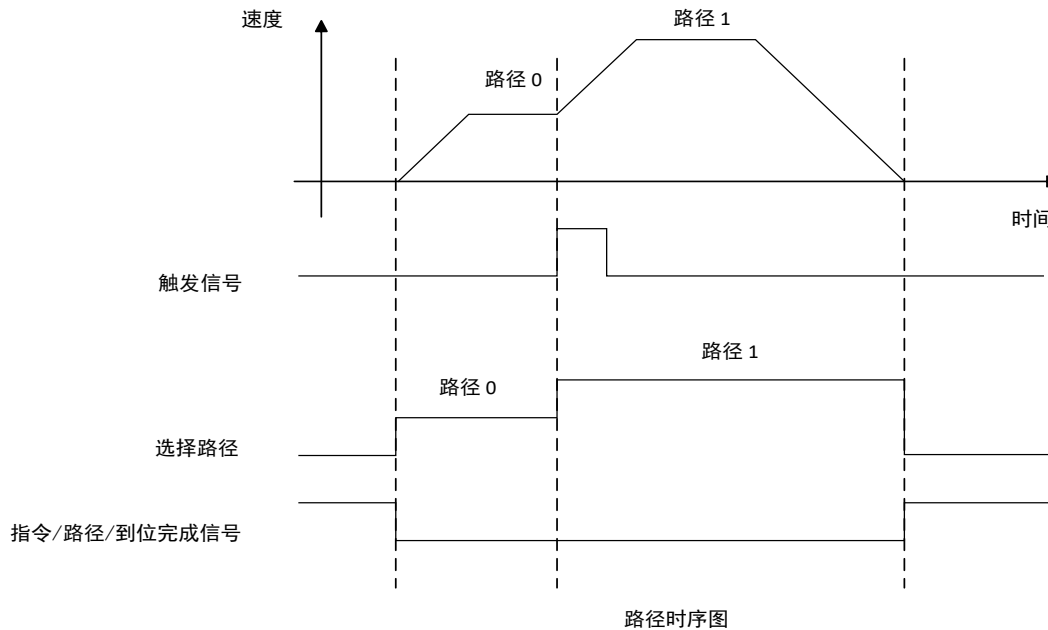 速度
路径 1
路径 0
时间
触发信号
路径 1
路径 0
选择路径
指令/路径/到位完成信号
路径时序图